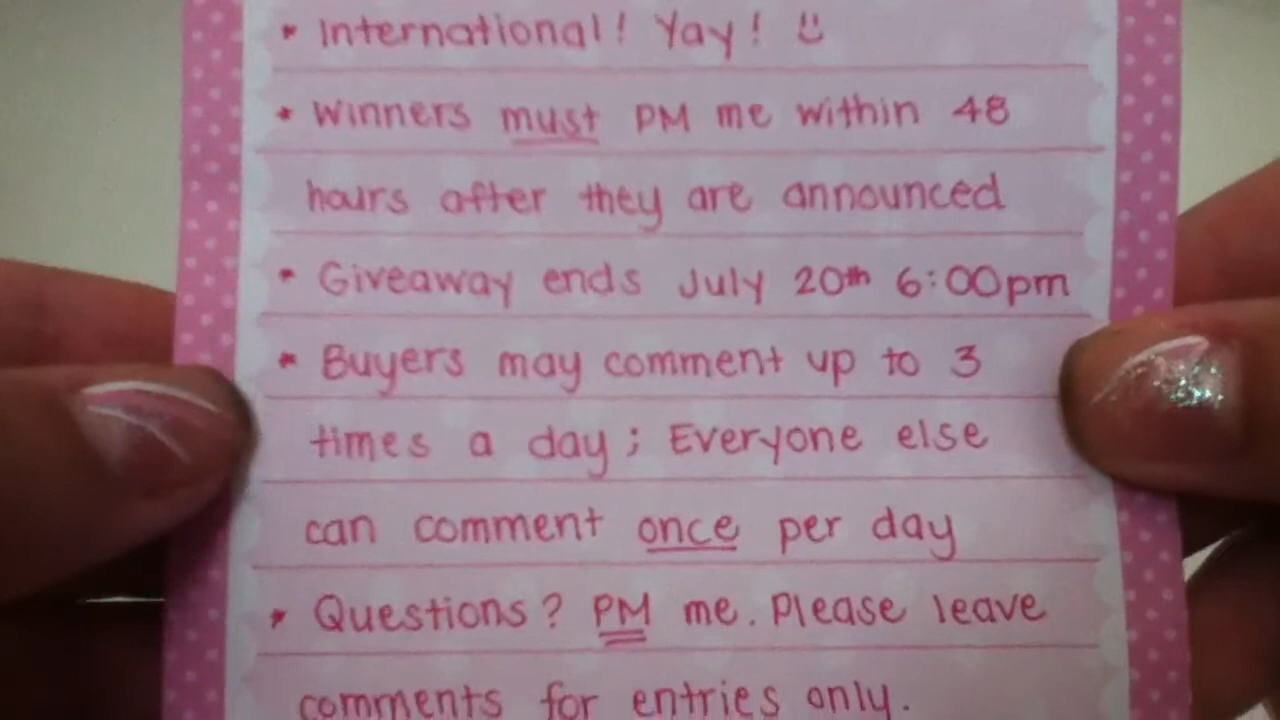 * International! Yay! :)
* Winners must PM me within 48
hours after they are announced
* Giveaway ends July 20th 6:00pm
* Buyers may comment up to 3
times a day; Everyone else
can comment once per day
* Questions? PM me. Please leave
comments for entries only.